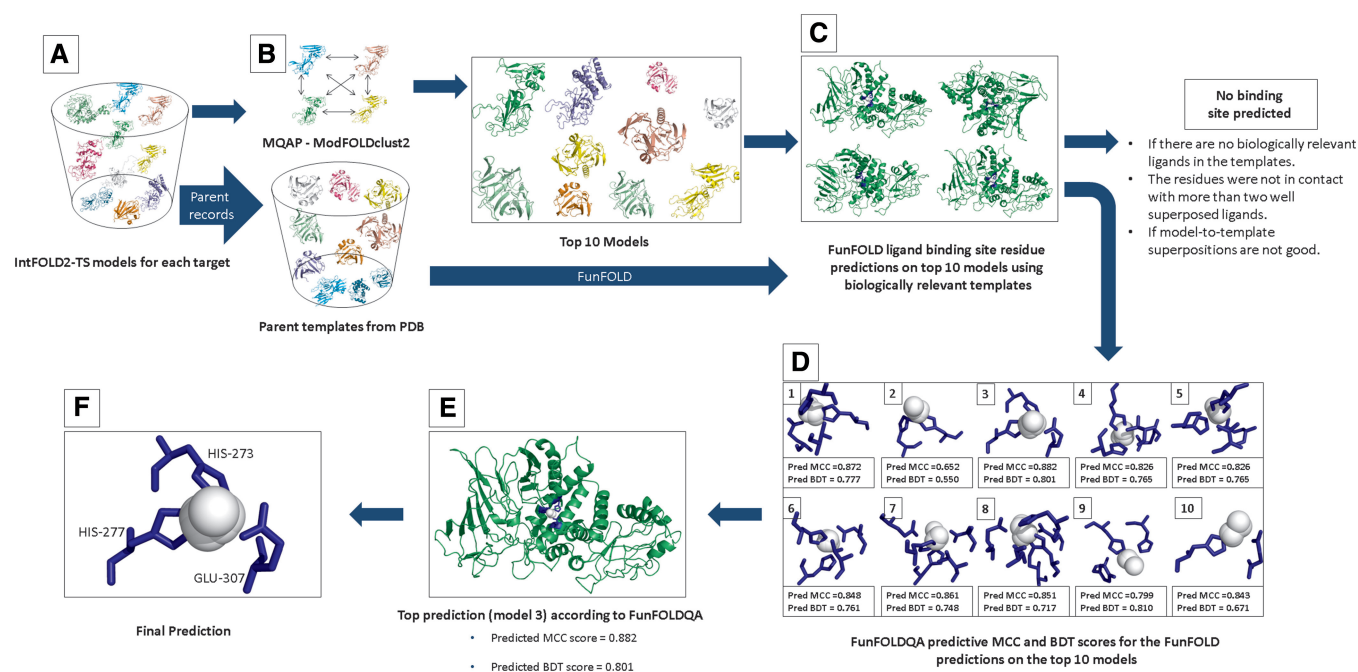 A
IntFOLD2-TS models for each target
Parent
records
B
MQAP - ModFOLDclust2
Parent templates from PDB
Top 10 Models
FunFOLD
C
FunFOLD ligand binding site residue
predictions on top 10 models using
biologically relevant templates
No binding
site predicted
• If there are no biologically relevant
ligands in the templates.
• The residues were not in contact
with more than two well
superposed ligands.
• If model-to-template
superpositions are not good.
D
1
Pred MCC =0.872
Pred BDT = 0.777
2
Pred MCC =0.652
Pred BDT = 0.550
3
Pred MCC =0.882
Pred BDT = 0.801
4
Pred MCC =0.826
Pred BDT = 0.765
5
Pred MCC =0.826
Pred BDT = 0.765
6
Pred MCC =0.848
Pred BDT = 0.761
7
Pred MCC =0.861
Pred BDT = 0.748
8
Pred MCC =0.851
Pred BDT = 0.717
9
Pred MCC =0.799
Pred BDT = 0.810
10
Pred MCC =0.843
Pred BDT = 0.671
FunFOLDQA predictive MCC and BDT scores for the FunFOLD
predictions on the top 10 models
E
Top prediction (model 3) according to FunFOLDQA
• Predicted MCC score = 0.882
• Predicted BDT score = 0.801
F
HIS-273
HIS-277
GLU-307
Final Prediction